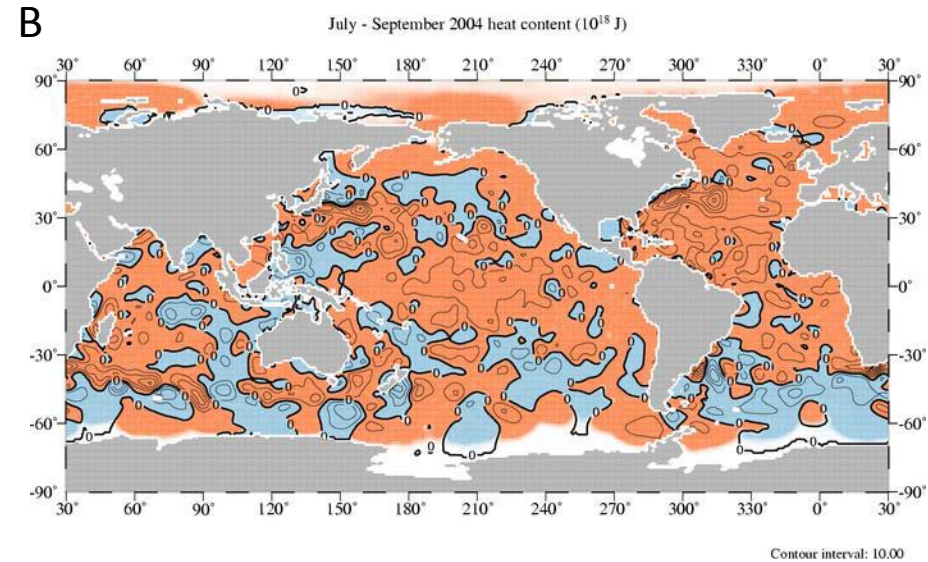 B
July - September 2004 heat content (10¹⁸ J)
30° 60° 90° 120° 150° 180° 210° 240° 270° 300° 330° 0° 30°
90° 90°
60° 60°
30° 30°
0° 0°
-30° -30°
-60° -60°
-90° -90°
30° 60° 90° 120° 150° 180° 210° 240° 270° 300° 330° 0° 30°
Contour interval: 10.00